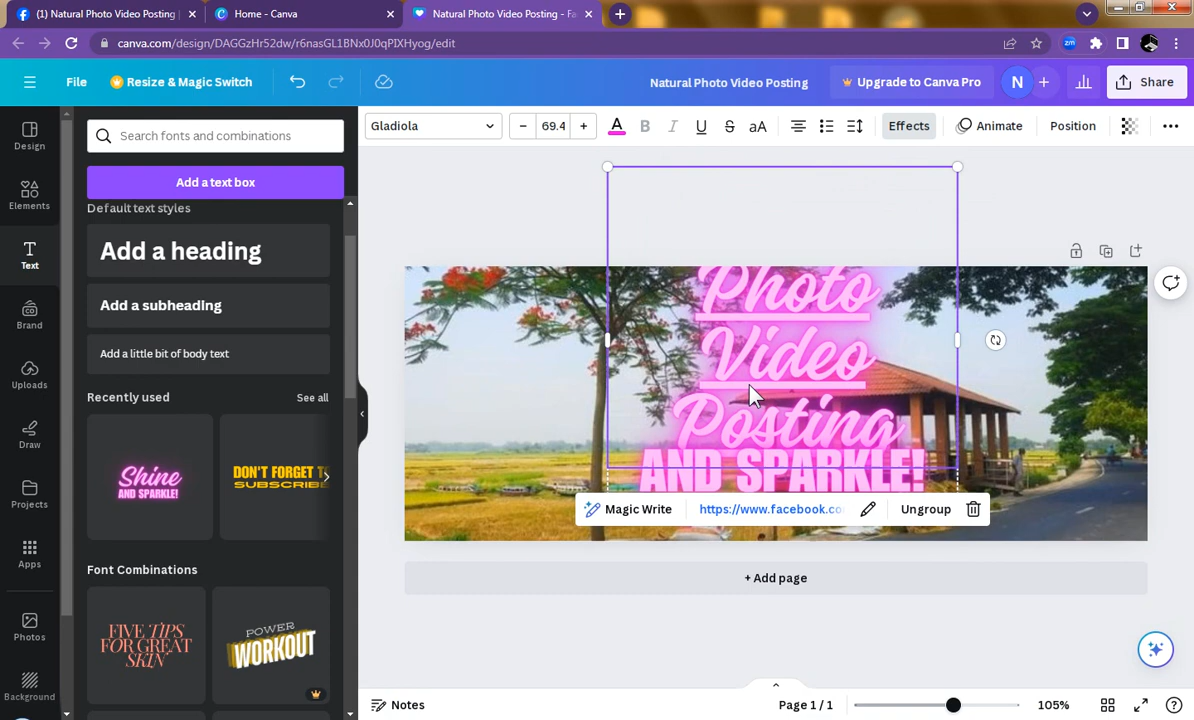 (1) Natural Photo Video Posting
Home - Canva
Natural Photo Video Posting - Fa
canva.com/design/DAGGzHr52dw/r6nasGL1BNx0J0qPIXHyog/edit
zm
File
Resize & Magic Switch
Natural Photo Video Posting
Upgrade to Canva Pro
N
Share
Design
Elements
Text
Brand
Uploads
Draw
Projects
Apps
Photos
Background
Search fonts and combinations
Add a text box
Default text styles
Add a heading
Add a subheading
Add a little bit of body text
Recently used
See all
Shine
AND SPARKLE!
DON'T FORGET T
SUBSCRIBE
Font Combinations
FIVE TIPS
FOR GREAT
SKIN
POWER
WORKOUT
Gladiola
69.4
A
B
I
U
S
aA
Effects
Animate
Position
Photo
Video
Posting
AND SPARKLE!
Magic Write
https://www.facebook.co
Ungroup
+ Add page
Notes
Page 1 / 1
105%